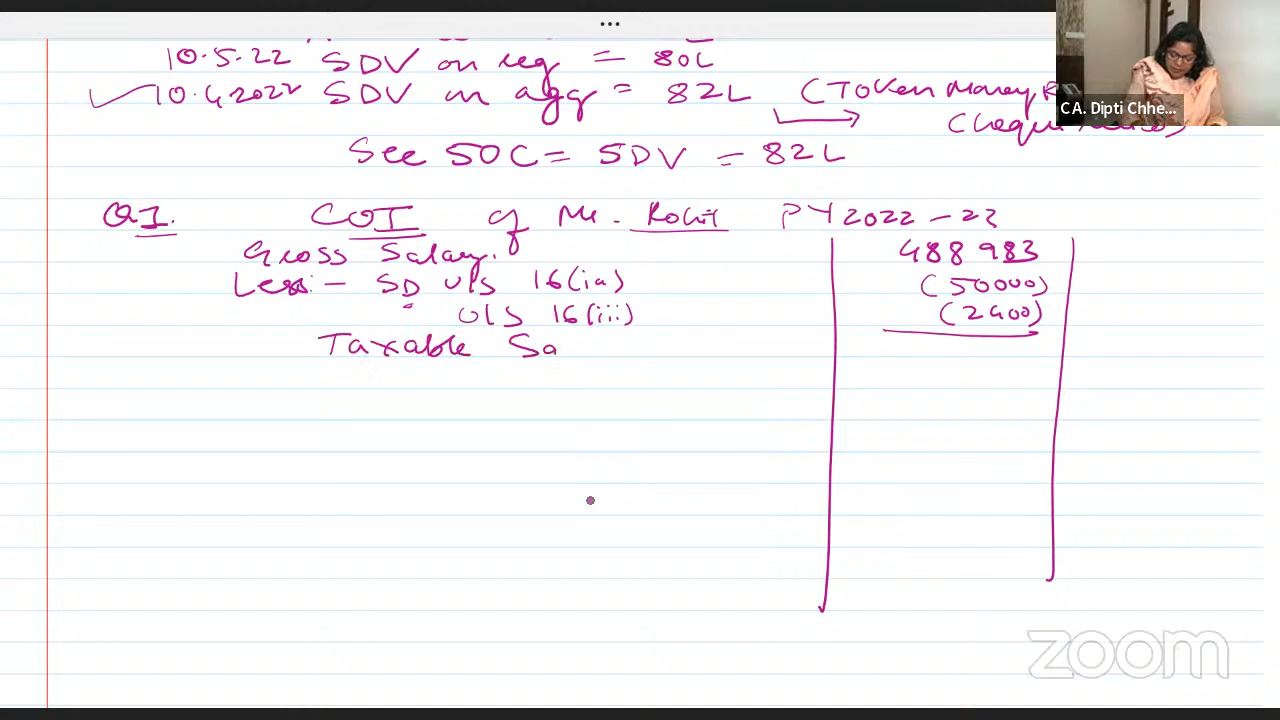 10.5.22 SDV on reg = 80L
10.4.2022 SDV on agg = 82L (Token Money
(Cheque
C A. Dipti Chhe...
See 50C = SDV = 82L
Q1. COI of Mr. Rohit PY 2022-23
Gross Salary. 488 983
Less:- SD u/s 16(ia) (50000)
u/s 16(iii) (2400)
Taxable Sa
zoom